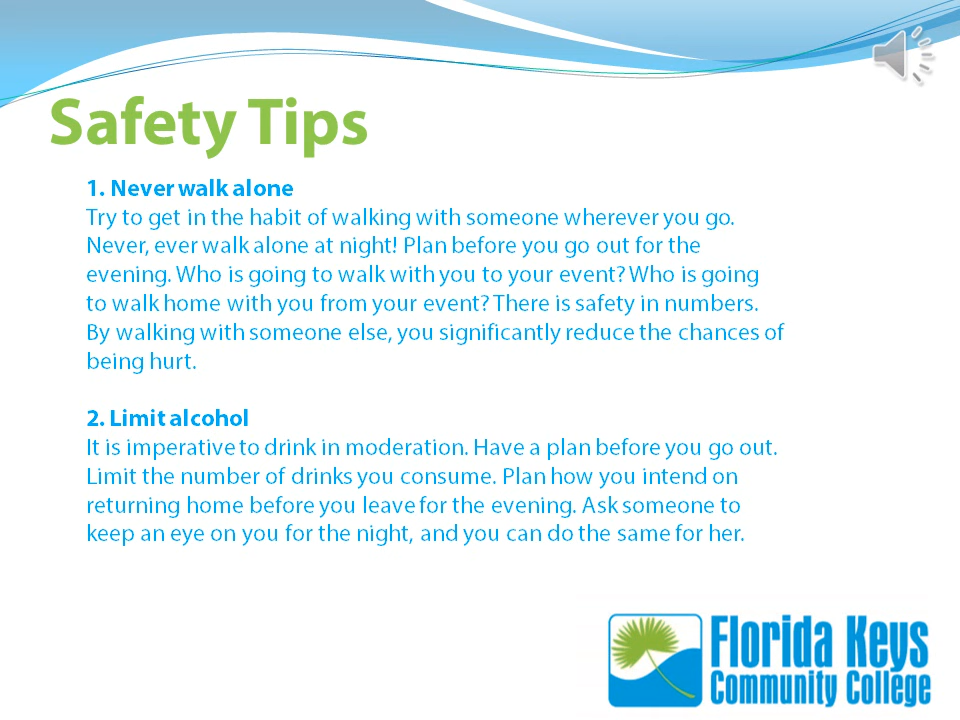 Safety Tips
1. Never walk alone
Try to get in the habit of walking with someone wherever you go.
Never, ever walk alone at night! Plan before you go out for the
evening. Who is going to walk with you to your event? Who is going
to walk home with you from your event? There is safety in numbers.
By walking with someone else, you significantly reduce the chances of
being hurt.
2. Limit alcohol
It is imperative to drink in moderation. Have a plan before you go out.
Limit the number of drinks you consume. Plan how you intend on
returning home before you leave for the evening. Ask someone to
keep an eye on you for the night, and you can do the same for her.
Florida Keys
Community College